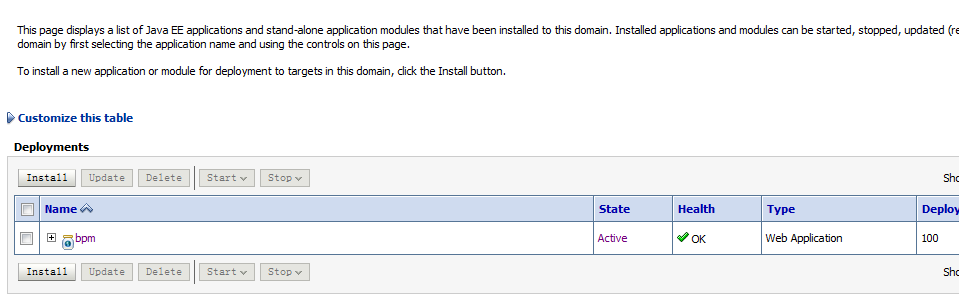 This page displays a list of Java EE applications and stand-alone application modules that have been installed to this domain. Installed applications and modules can be started, stopped, updated (re
domain by first selecting the application name and using the controls on this page.
To install a new application or module for deployment to targets in this domain, click the Install button.
Customize this table
Deployments
Install Update Delete Start Stop Sho
Name State Health Type Deploy
bpm Active OK Web Application 100
Install Update Delete Start Stop Sho